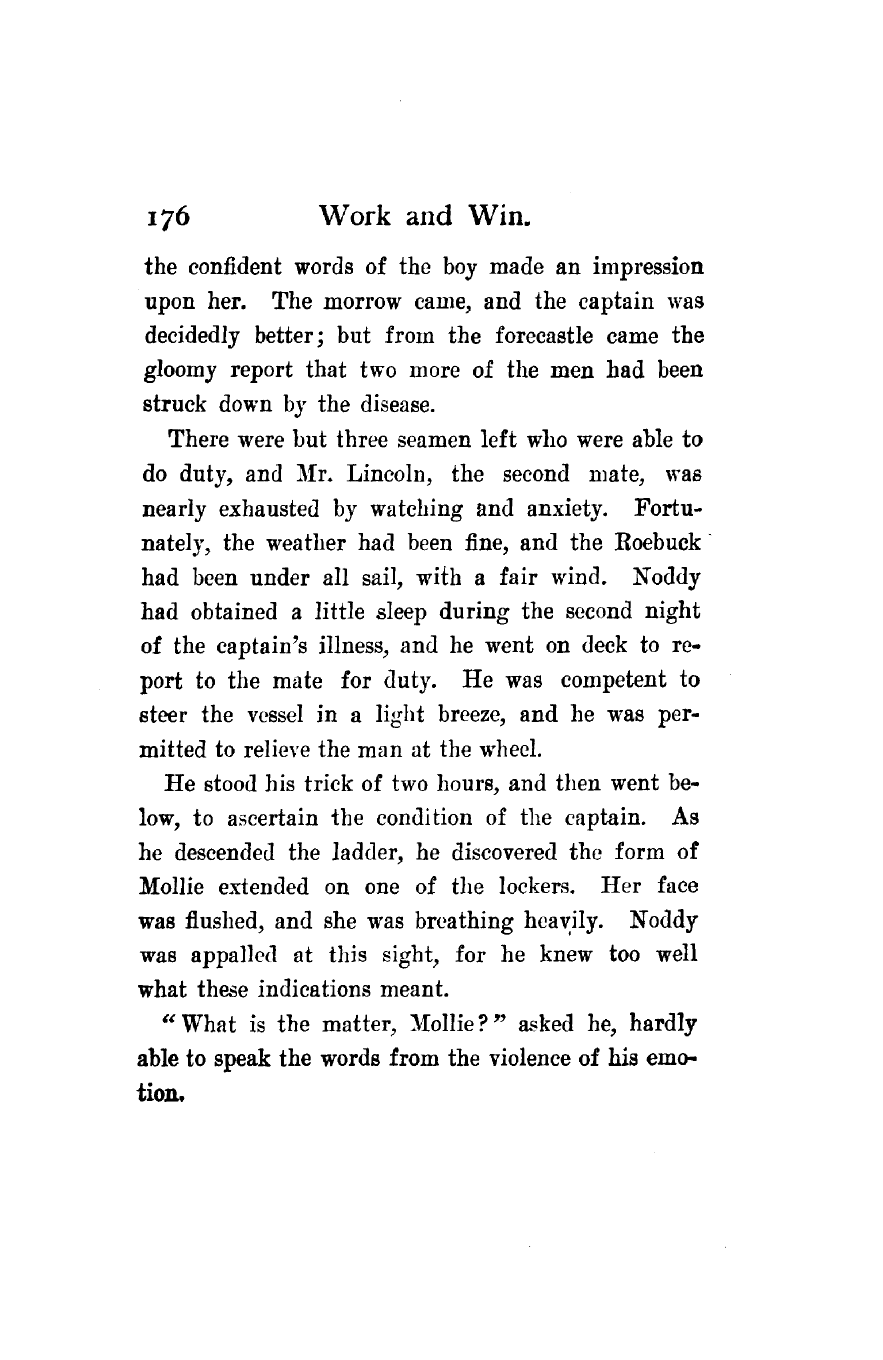 176 Work and Win.
the confident words of the boy made an impression
upon her. The morrow came, and the captain was
decidedly better; but from the forecastle came the
gloomy report that two more of the men had been
struck down by the disease.
There were but three seamen left who were able to
do duty, and Mr. Lincoln, the second mate, was
nearly exhausted by watching and anxiety. Fortu-
nately, the weather had been fine, and the Roebuck
had been under all sail, with a fair wind. Noddy
had obtained a little sleep during the second night
of the captain's illness, and he went on deck to re-
port to the mate for duty. He was competent to
steer the vessel in a light breeze, and he was per-
mitted to relieve the man at the wheel.
He stood his trick of two hours, and then went be-
low, to ascertain the condition of the captain. As
he descended the ladder, he discovered the form of
Mollie extended on one of the lockers. Her face
was flushed, and she was breathing heavily. Noddy
was appalled at this sight, for he knew too well
what these indications meant.
"What is the matter, Mollie?" asked he, hardly
able to speak the words from the violence of his emo-
tion.